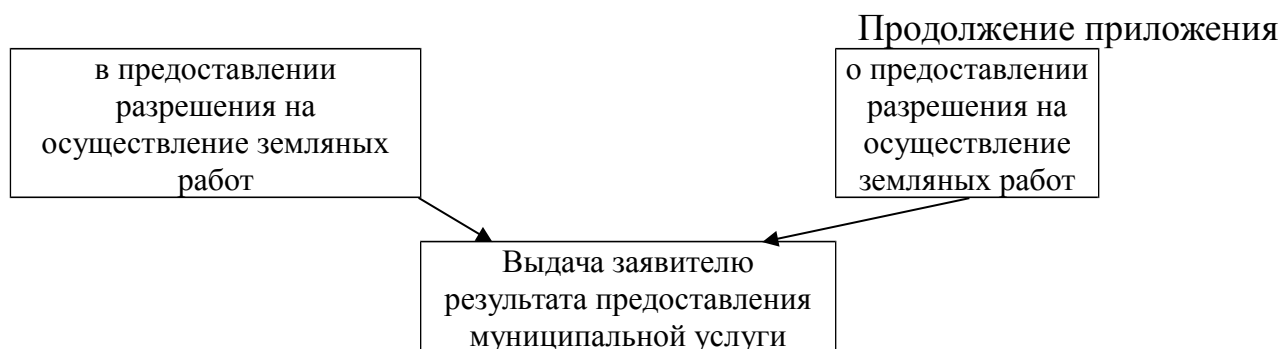 Продолжение приложения
в предоставлении
разрешения на
осуществление земляных
работ
о предоставлении
разрешения на
осуществление
земляных работ
Выдача заявителю
результата предоставления
муниципальной услуги